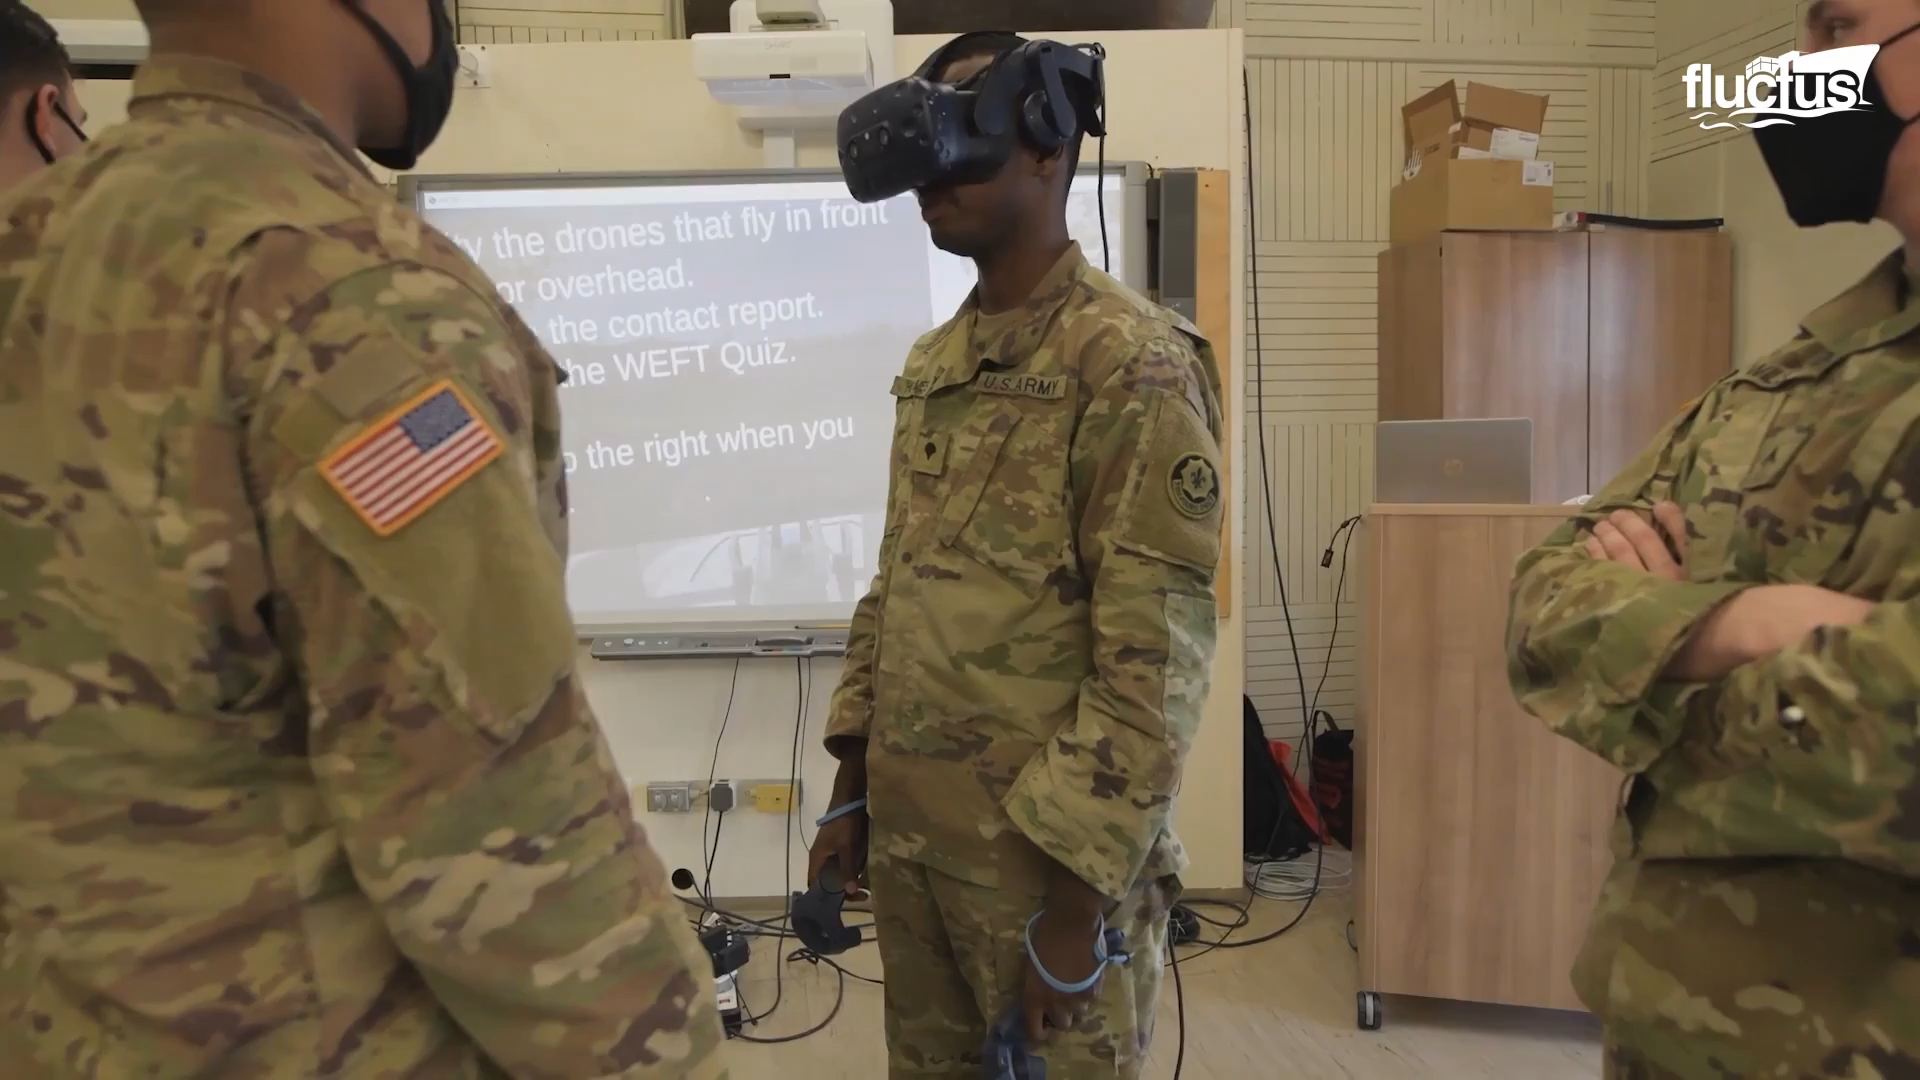 fluctus
the drones that fly in front
or overhead.
the contact report.
the WEFT Quiz.
the right when you
U.S. ARMY